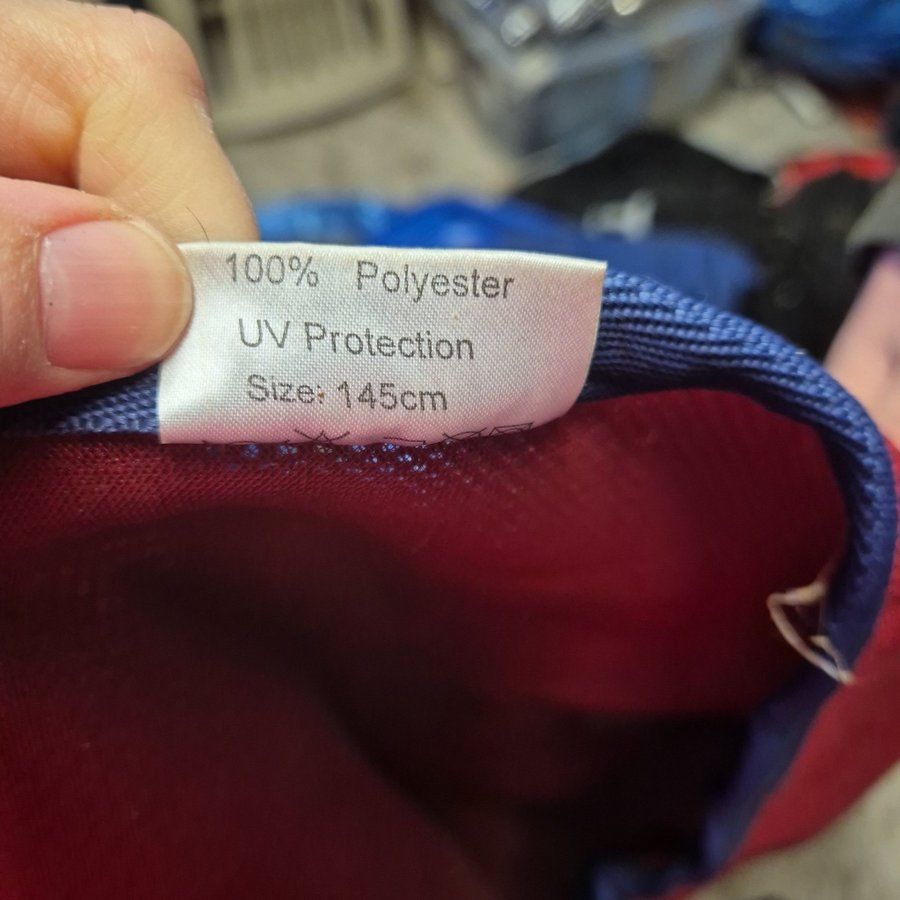 100% Polyester
UV Protection
Size: 145cm